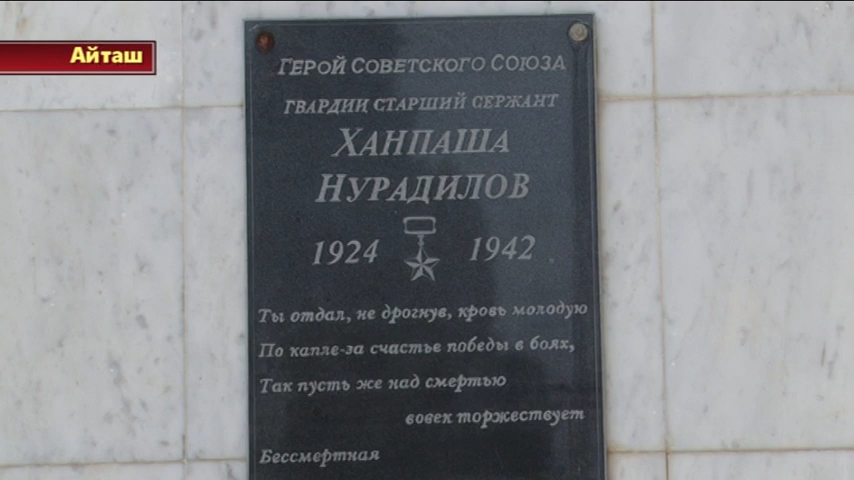 Айташ
ГЕРОЙ СОВЕТСКОГО СОЮЗА
ГВАРДИИ СТАРШИЙ СЕРЖАНТ
ХАНПАША
НУРАДИЛОВ
1924 1942
Ты отдал, не дрогнув, кровь молодую
По капле-за счастье победы в боях,
Так пусть же над смертью
вовек торжествует
Бессмертная